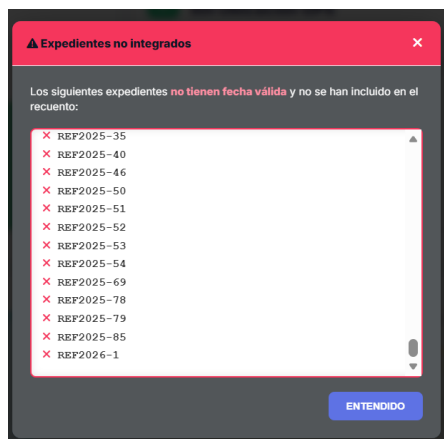 Expedientes no integrados
Los siguientes expedientes no tienen fecha válida y no se han incluido en el
recuento:
REF2025-35
REF2025-40
REF2025-46
REF2025-50
REF2025-51
REF2025-52
REF2025-53
REF2025-54
REF2025-69
REF2025-78
REF2025-79
REF2025-85
REF2026-1
ENTENDIDO